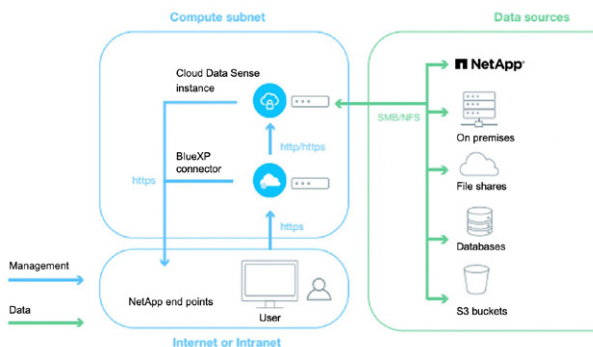 Compute subnet
Data sources
Cloud Data Sense
instance
NetApp®
SMB/NFS
On premises
http/https
BlueXP
connector
https
File shares
https
Databases
Management
NetApp end points
Data
User
S3 buckets
Internet or Intranet